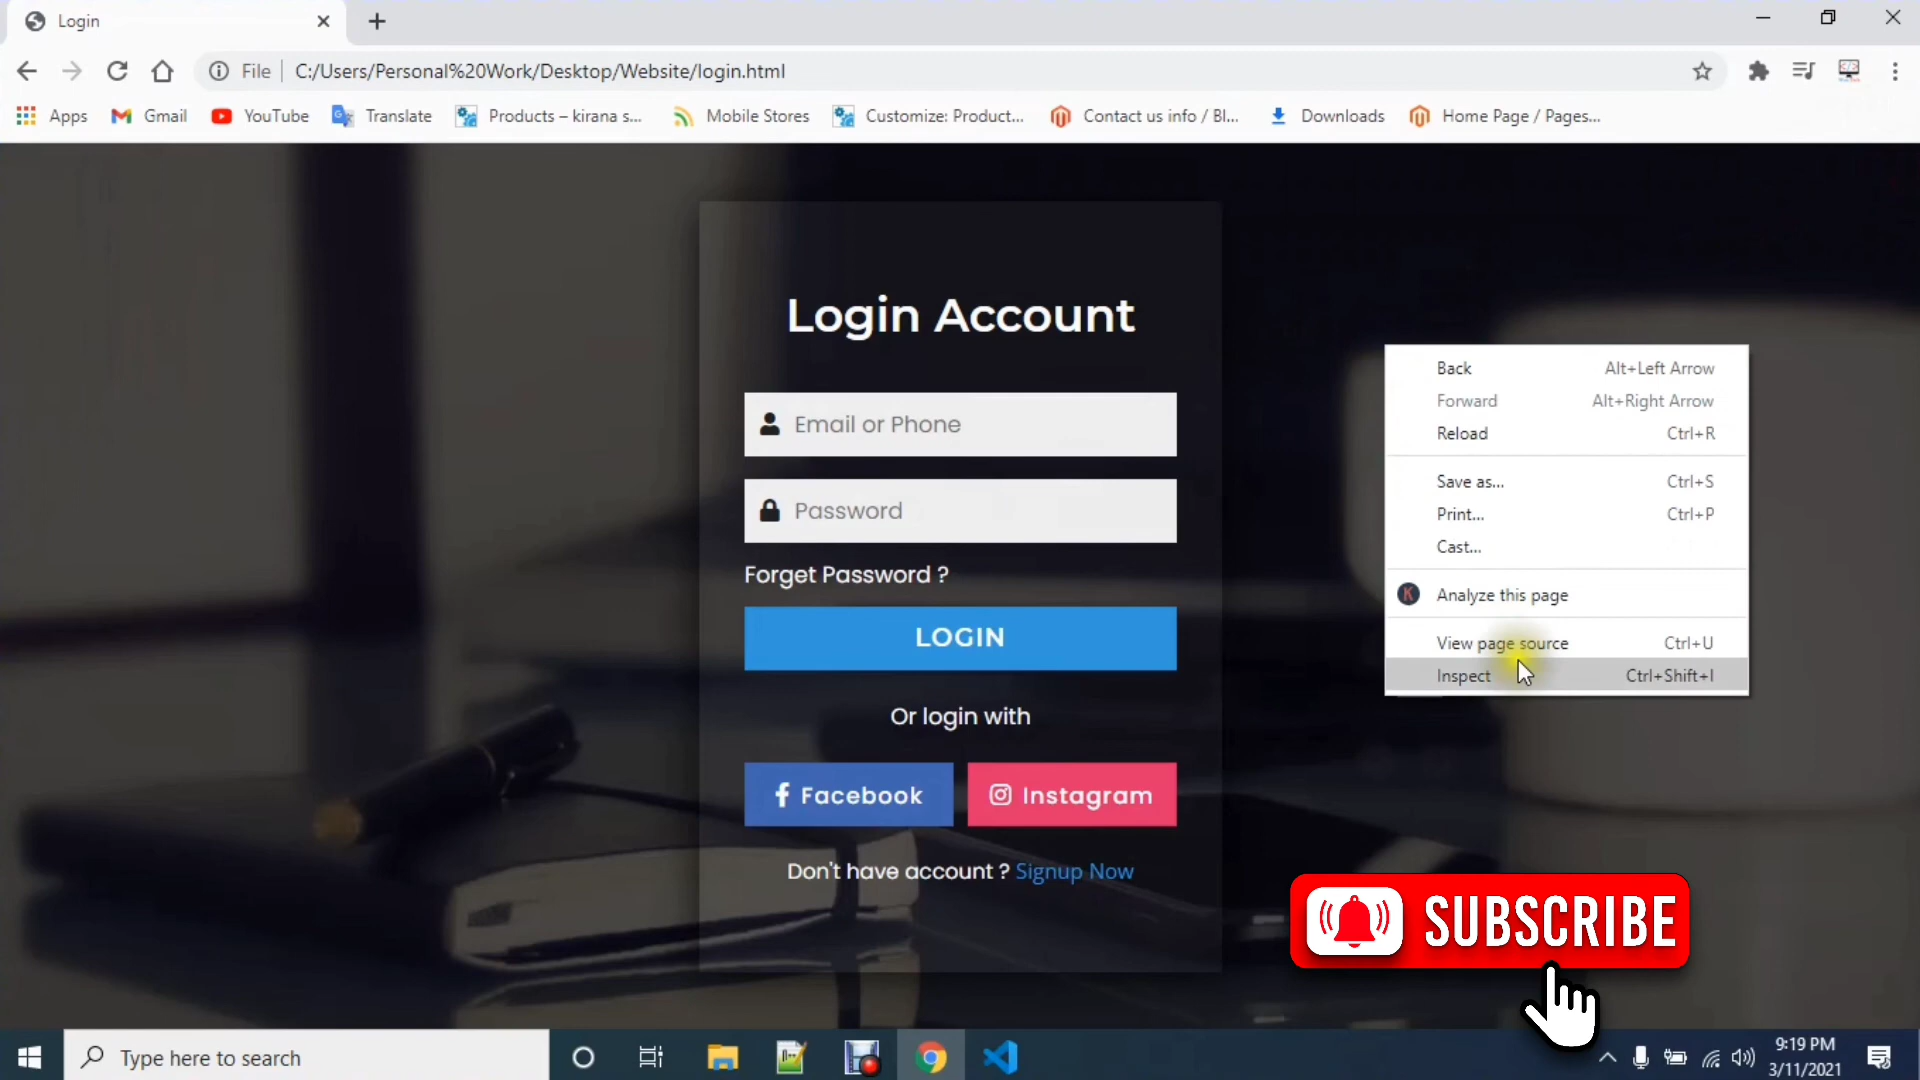 Login
File C:/Users/Personal%20Work/Desktop/Website/login.html
Apps Gmail YouTube Translate Products – kirana s... Mobile Stores Customize: Product... Contact us info / Bl... Downloads Home Page / Pages...
Login Account
Email or Phone
Password
Forget Password ?
LOGIN
Or login with
Facebook Instagram
Don't have account ? Signup Now
Back Alt+Left Arrow
Forward Alt+Right Arrow
Reload Ctrl+R
Save as... Ctrl+S
Print... Ctrl+P
Cast...
K Analyze this page
View page source Ctrl+U
Inspect Ctrl+Shift+I
SUBSCRIBE
Type here to search
9:19 PM
3/11/2021